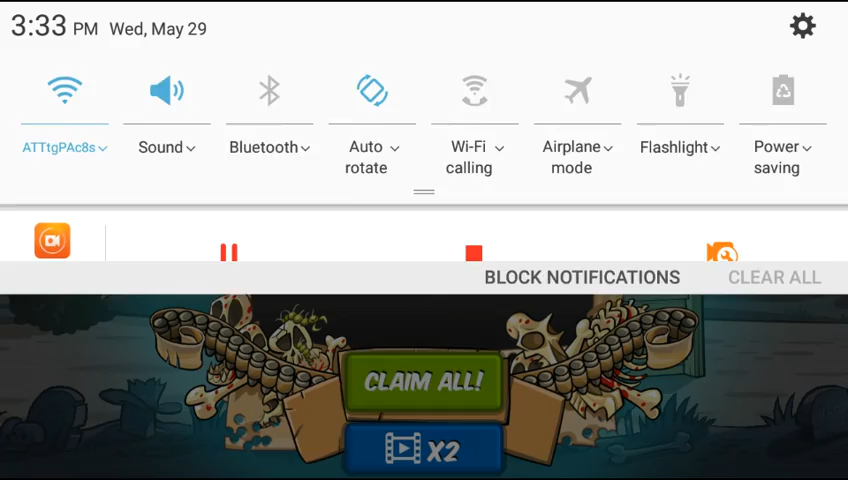 3:33 PM Wed, May 29
ATTtgPAc8s Sound Bluetooth Auto rotate Wi-Fi calling Airplane mode Flashlight Power saving
BLOCK NOTIFICATIONS CLEAR ALL
CLAIM ALL!
X2